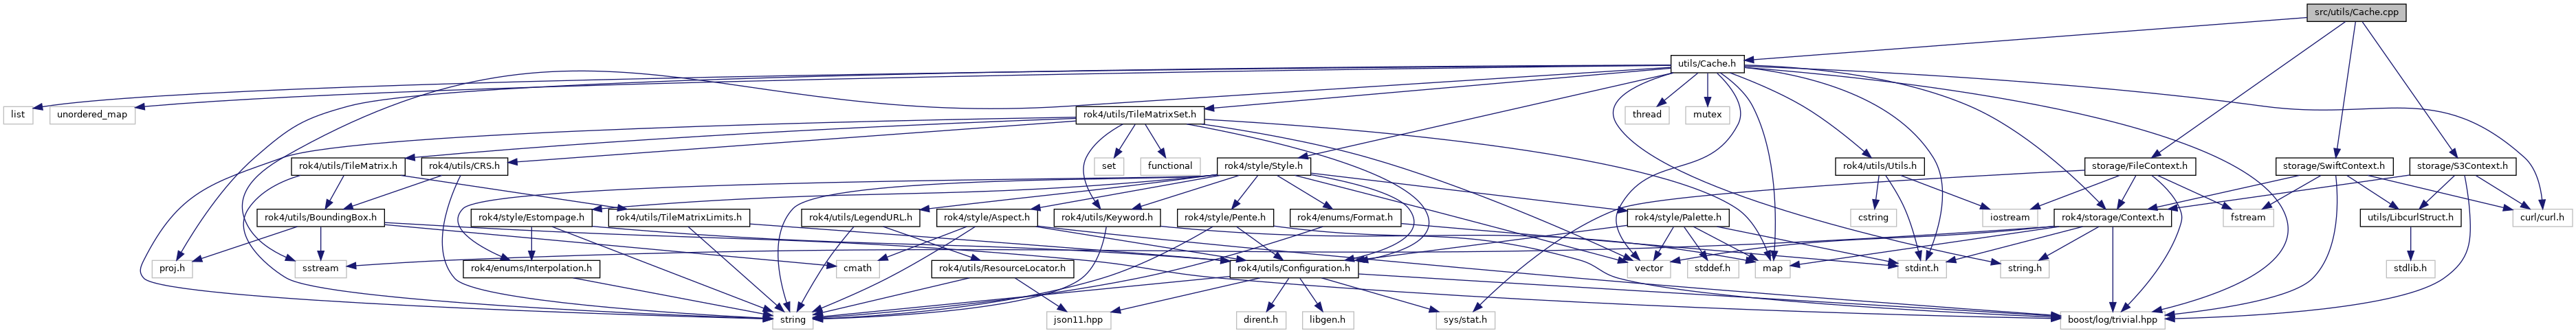 src/utils/Cache.cpp
utils/Cache.h
list
unordered_map
rok4/utils/TileMatrixSet.h
thread
mutex
rok4/utils/TileMatrix.h
rok4/utils/CRS.h
set
functional
rok4/style/Style.h
rok4/utils/Utils.h
storage/FileContext.h
storage/SwiftContext.h
storage/S3Context.h
rok4/utils/BoundingBox.h
rok4/style/Estompage.h
rok4/utils/TileMatrixLimits.h
rok4/utils/LegendURL.h
rok4/style/Aspect.h
rok4/utils/Keyword.h
rok4/style/Pente.h
rok4/enums/Format.h
rok4/style/Palette.h
cstring
iostream
rok4/storage/Context.h
fstream
utils/LibcurlStruct.h
curl/curl.h
proj.h
sstream
rok4/enums/Interpolation.h
cmath
rok4/utils/ResourceLocator.h
rok4/utils/Configuration.h
vector
stddef.h
map
stdint.h
string.h
stdlib.h
string
json11.hpp
dirent.h
libgen.h
sys/stat.h
boost/log/trivial.hpp